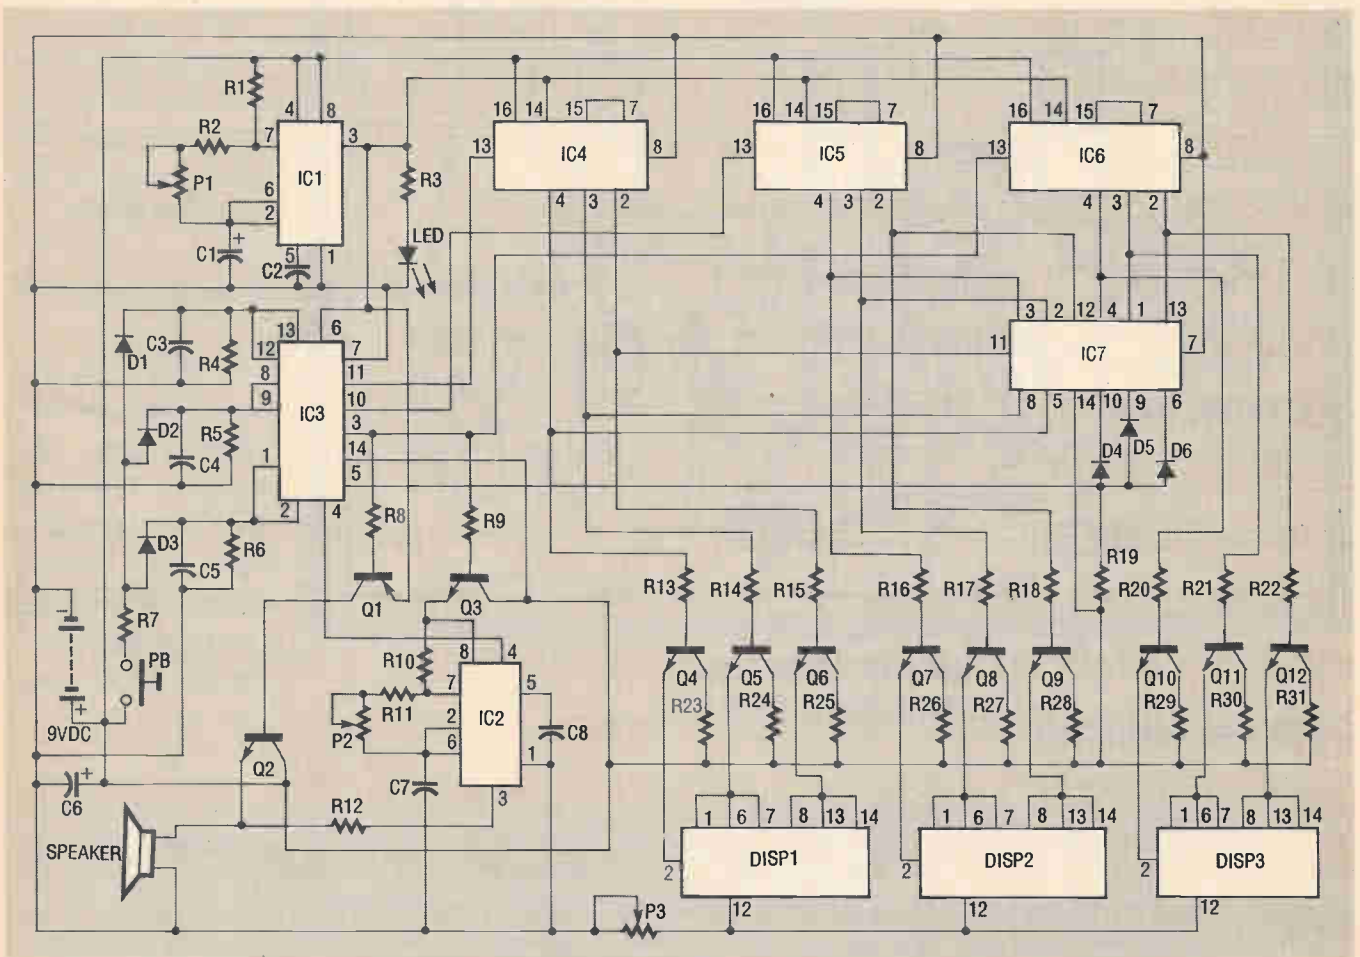 R1
4 8
R2 7 3
P1 IC1
6
2
C1 +
5 1
C2
R3
LED
16 14 15 7
13 IC4 8
4 3 2
16 14 15 7
13 IC5 8
4 3 2
16 14 15 7
13 IC6 8
4 3 2
3 2 12 4 1 13
11 IC7 7
8 5 14 10 9 6
D4 D5 D6
D1 C3 R4
13 6
12 7
8 11
9 IC3 10
3
14
1 5
2 4
D2 C4 R5
D3 C5 R6
R8 R9
Q1 Q3
R7
PB
−
+
9VDC
Q2
C6 +
SPEAKER
R10
8 4
R11 7 5
P2 2 IC2
6 1
C7 3
C8
R12
P3
R13 R14 R15 R16 R17 R18 R19 R20 R21 R22
Q4 Q5 Q6 Q7 Q8 Q9 Q10 Q11 Q12
R23 R24 R25 R26 R27 R28 R29 R30 R31
1 6 7 8 13 14
2 DISP1
12
1 6 7 8 13 14
2 DISP2
12
1 6 7 8 13 14
2 DISP3
12